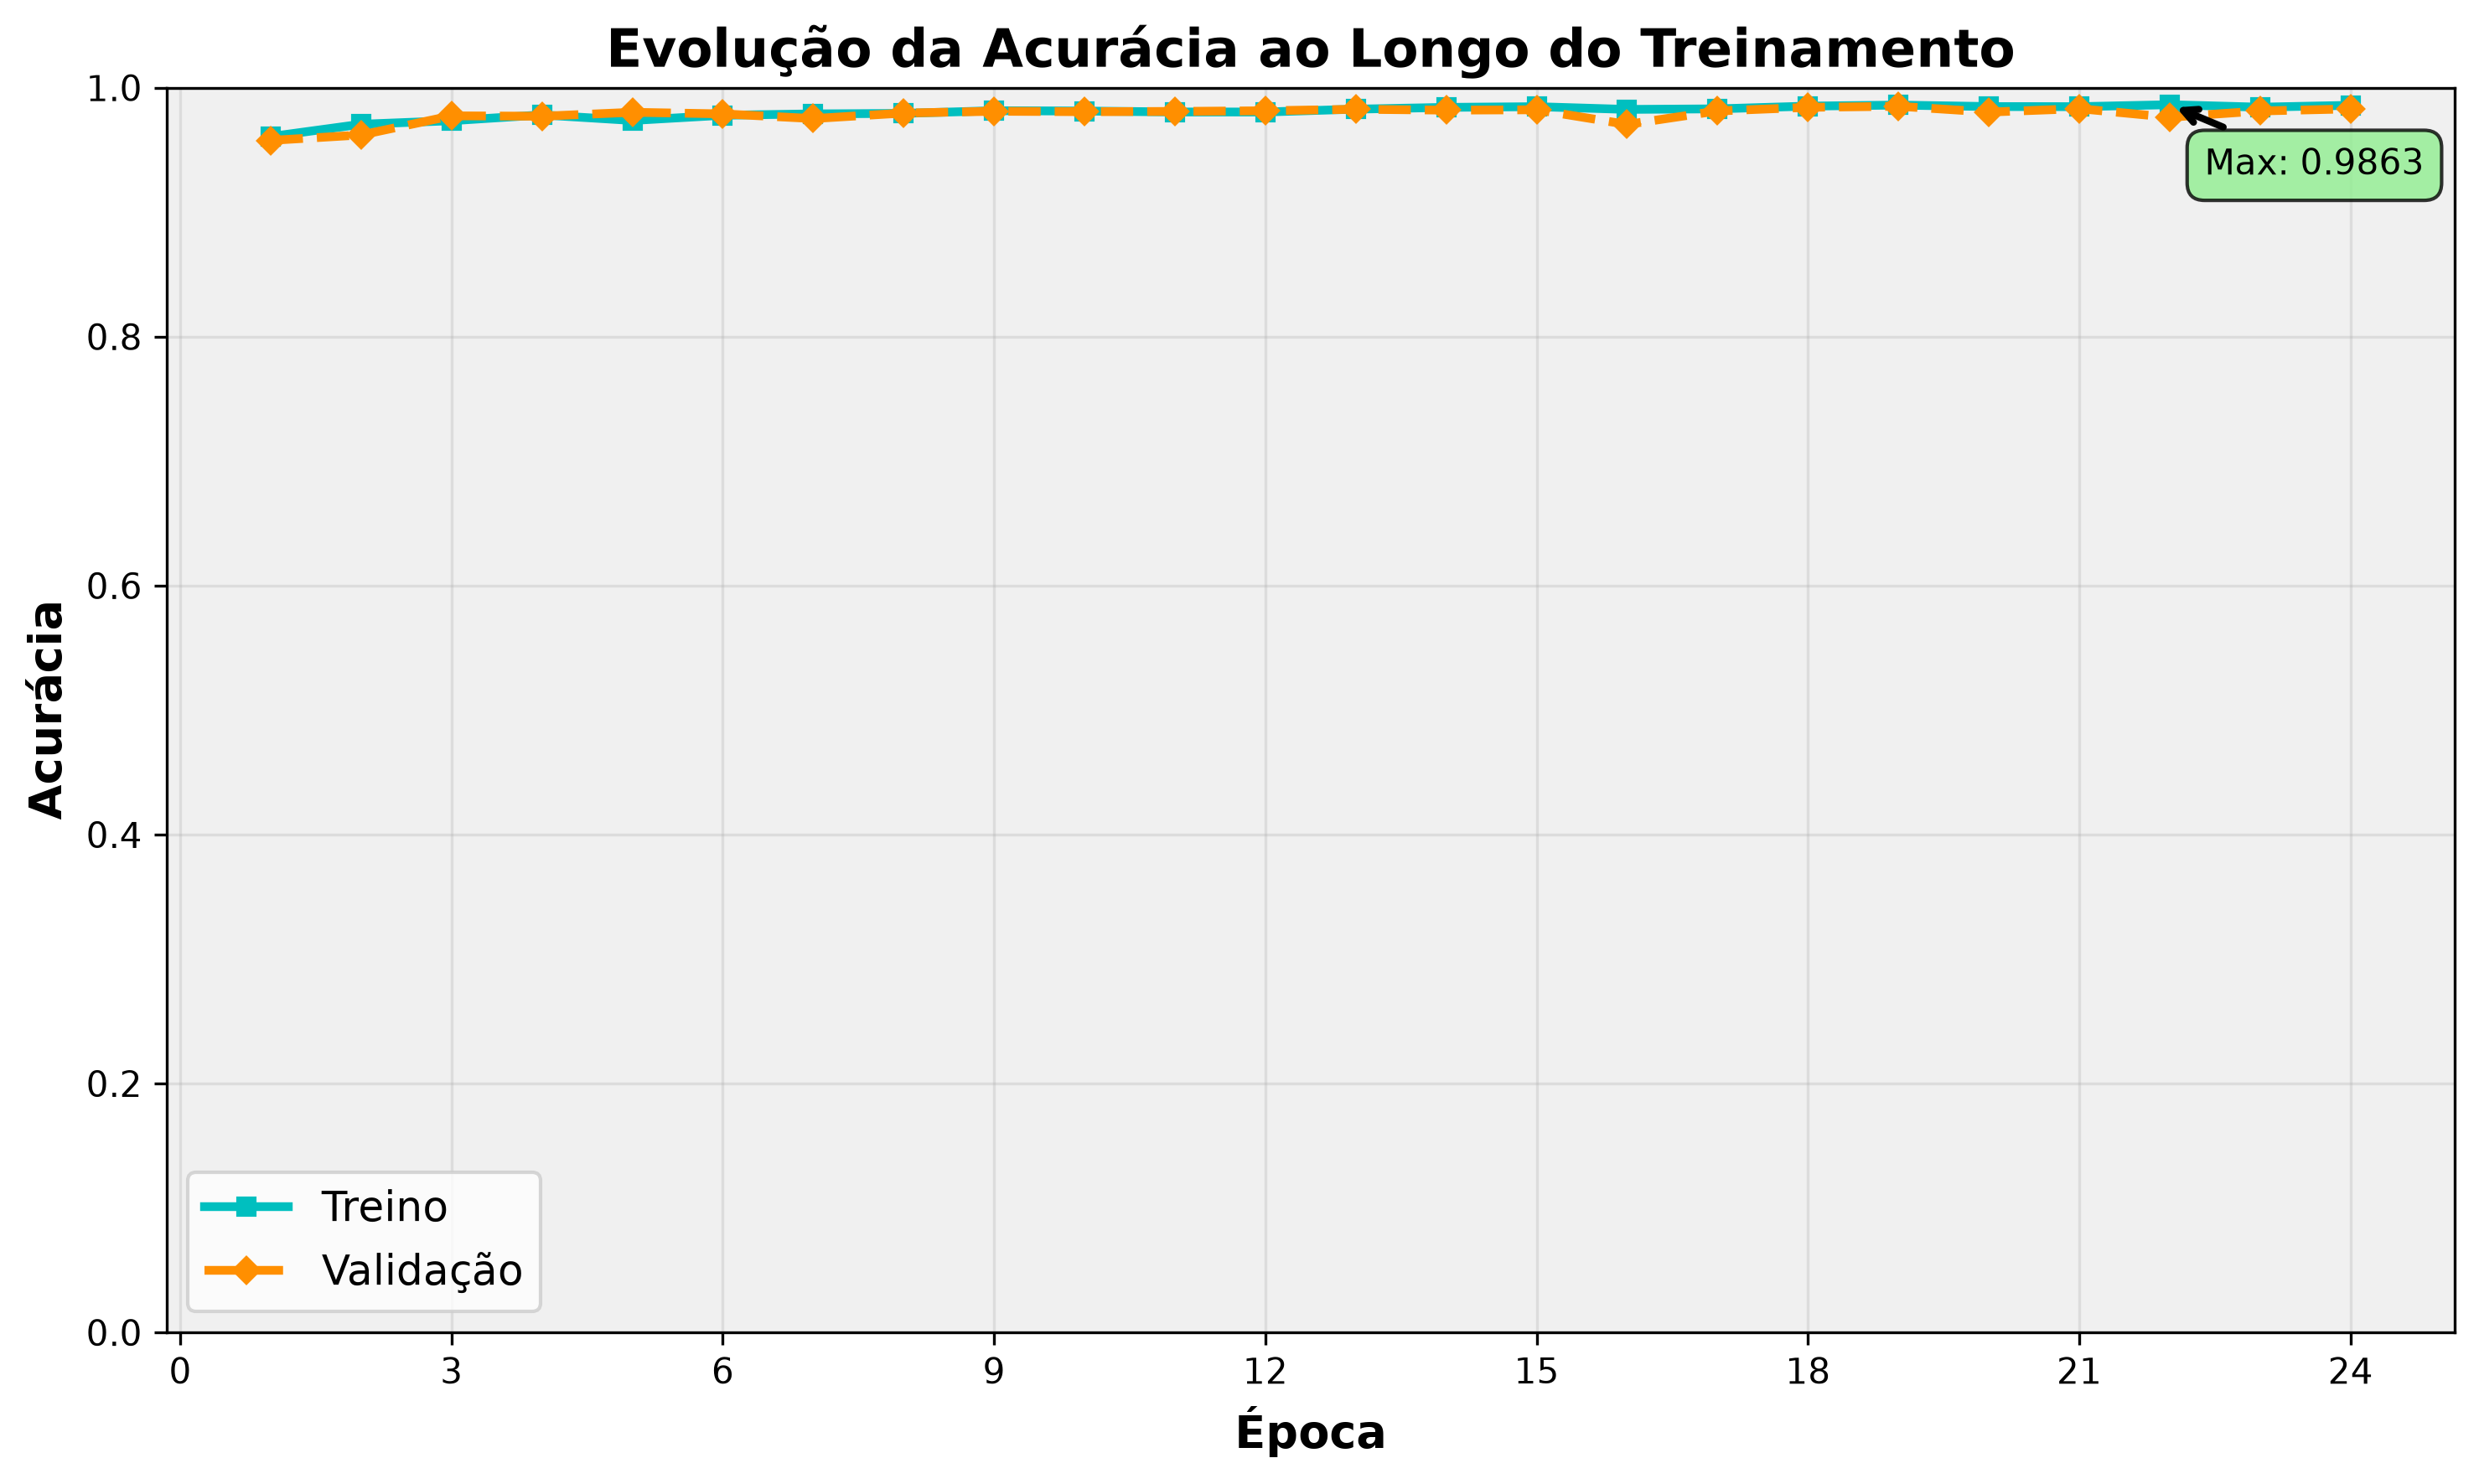 Evolução da Acurácia ao Longo do Treinamento
1.0
0.8
0.6
0.4
0.2
0.0
Acurácia
Max: 0.9863
Treino
Validação
0 3 6 9 12 15 18 21 24
Época